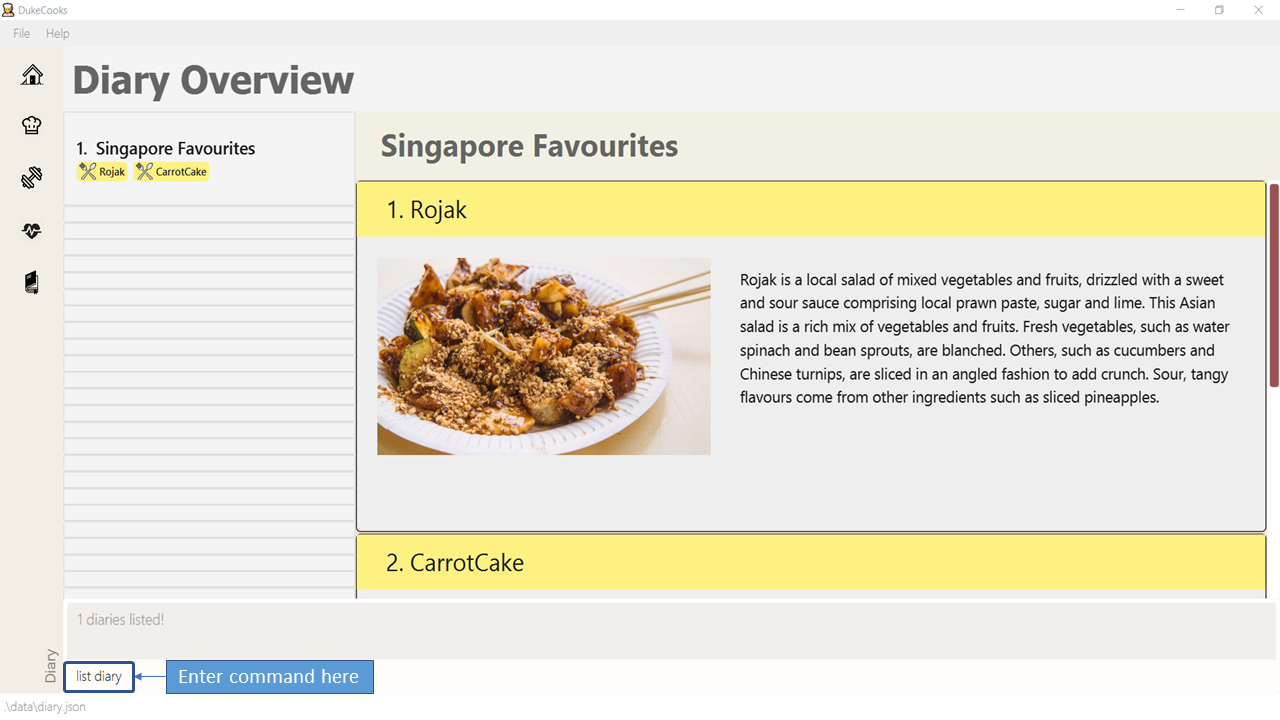 DukeCooks
File Help
Diary Overview
1. Singapore Favourites
Rojak CarrotCake
Singapore Favourites
1. Rojak
Rojak is a local salad of mixed vegetables and fruits, drizzled with a sweet
and sour sauce comprising local prawn paste, sugar and lime. This Asian
salad is a rich mix of vegetables and fruits. Fresh vegetables, such as water
spinach and bean sprouts, are blanched. Others, such as cucumbers and
Chinese turnips, are sliced in an angled fashion to add crunch. Sour, tangy
flavours come from other ingredients such as sliced pineapples.
2. CarrotCake
1 diaries listed!
Diary
list diary
Enter command here
.\data\diary.json